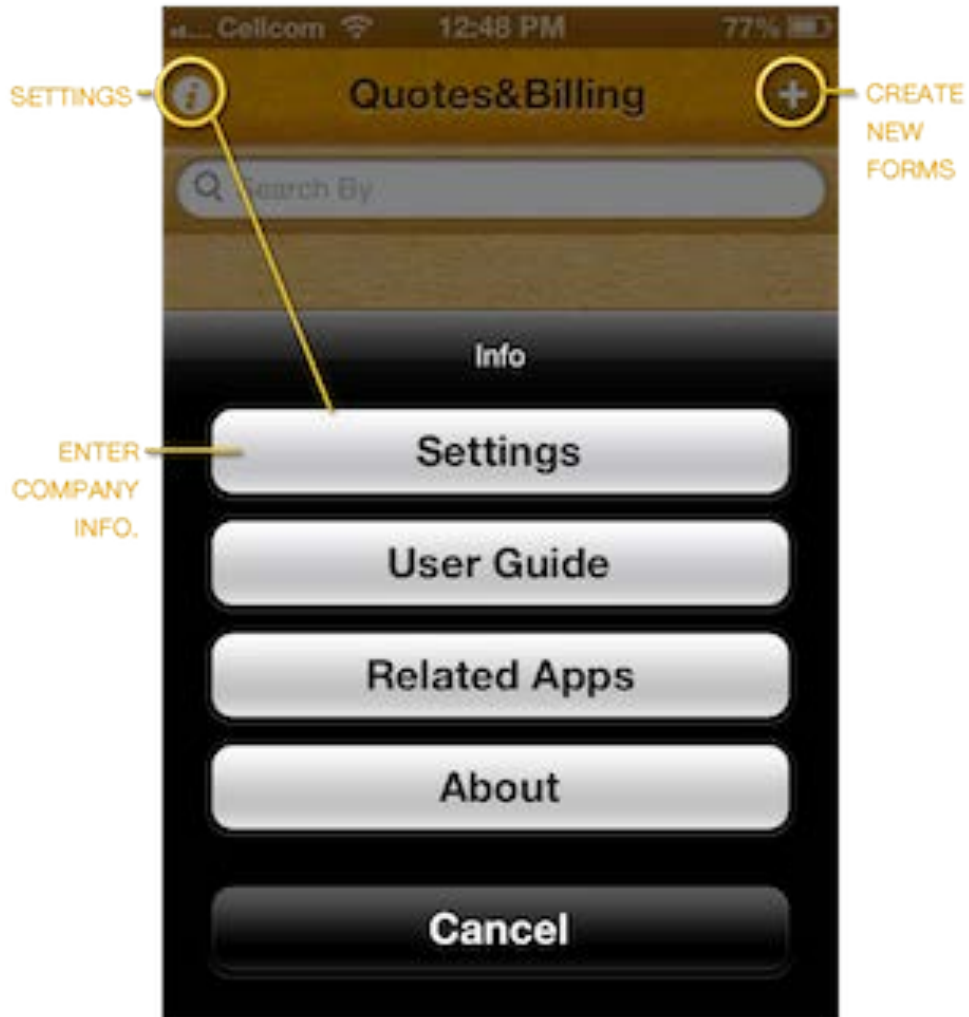 Cellcom 12:48 PM 77%
SETTINGS
Quotes&Billing
CREATE
NEW
FORMS
Search By
Info
Settings
ENTER
COMPANY
INFO.
User Guide
Related Apps
About
Cancel